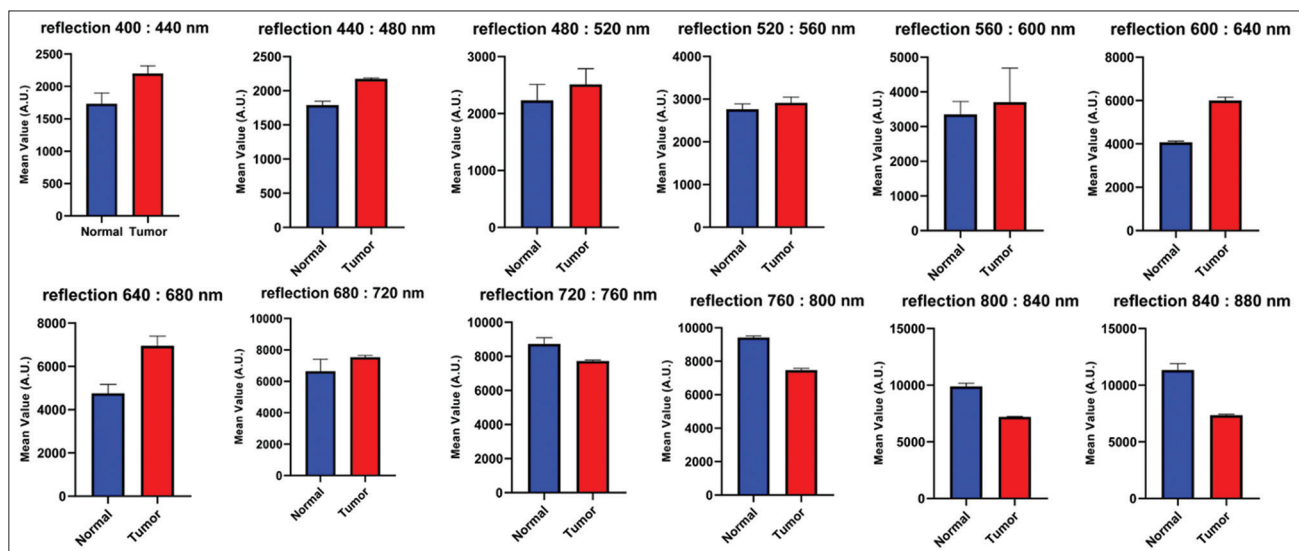 reflection 400 : 440 nm
Mean Value (A.U.)
2500
2000
1500
1000
500
0
Normal Tumor
reflection 440 : 480 nm
Mean Value (A.U.)
2500
2000
1500
1000
500
0
Normal
Tumor
reflection 480 : 520 nm
Mean Value (A.U.)
3000
2000
1000
0
Normal
Tumor
reflection 520 : 560 nm
Mean Value (A.U.)
4000
3000
2000
1000
0
Normal
Tumor
reflection 560 : 600 nm
Mean Value (A.U.)
5000
4000
3000
2000
1000
0
Normal
Tumor
reflection 600 : 640 nm
Mean Value (A.U.)
8000
6000
4000
2000
0
Normal
Tumor
reflection 640 : 680 nm
Mean Value (A.U.)
8000
6000
4000
2000
0
Normal
Tumor
reflection 680 : 720 nm
Mean Value (A.U.)
10000
8000
6000
4000
2000
0
Normal
Tumor
reflection 720 : 760 nm
Mean Value (A.U.)
10000
8000
6000
4000
2000
0
Normal
Tumor
reflection 760 : 800 nm
Mean Value (A.U.)
10000
8000
6000
4000
2000
0
Normal
Tumor
reflection 800 : 840 nm
Mean Value (A.U.)
15000
10000
5000
0
Normal
Tumor
reflection 840 : 880 nm
Mean Value (A.U.)
15000
10000
5000
0
Normal
Tumor